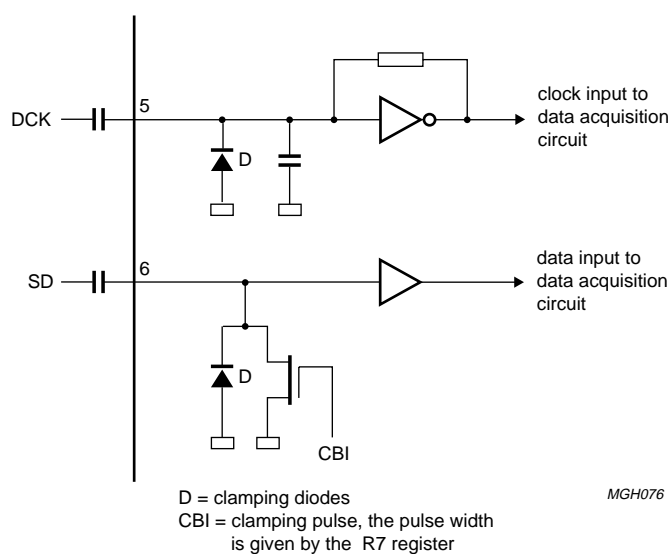 DCK
5
D
clock input to
data acquisition
circuit
SD
6
D
CBI
data input to
data acquisition
circuit
D = clamping diodes
CBI = clamping pulse, the pulse width
is given by the R7 register
MGH076